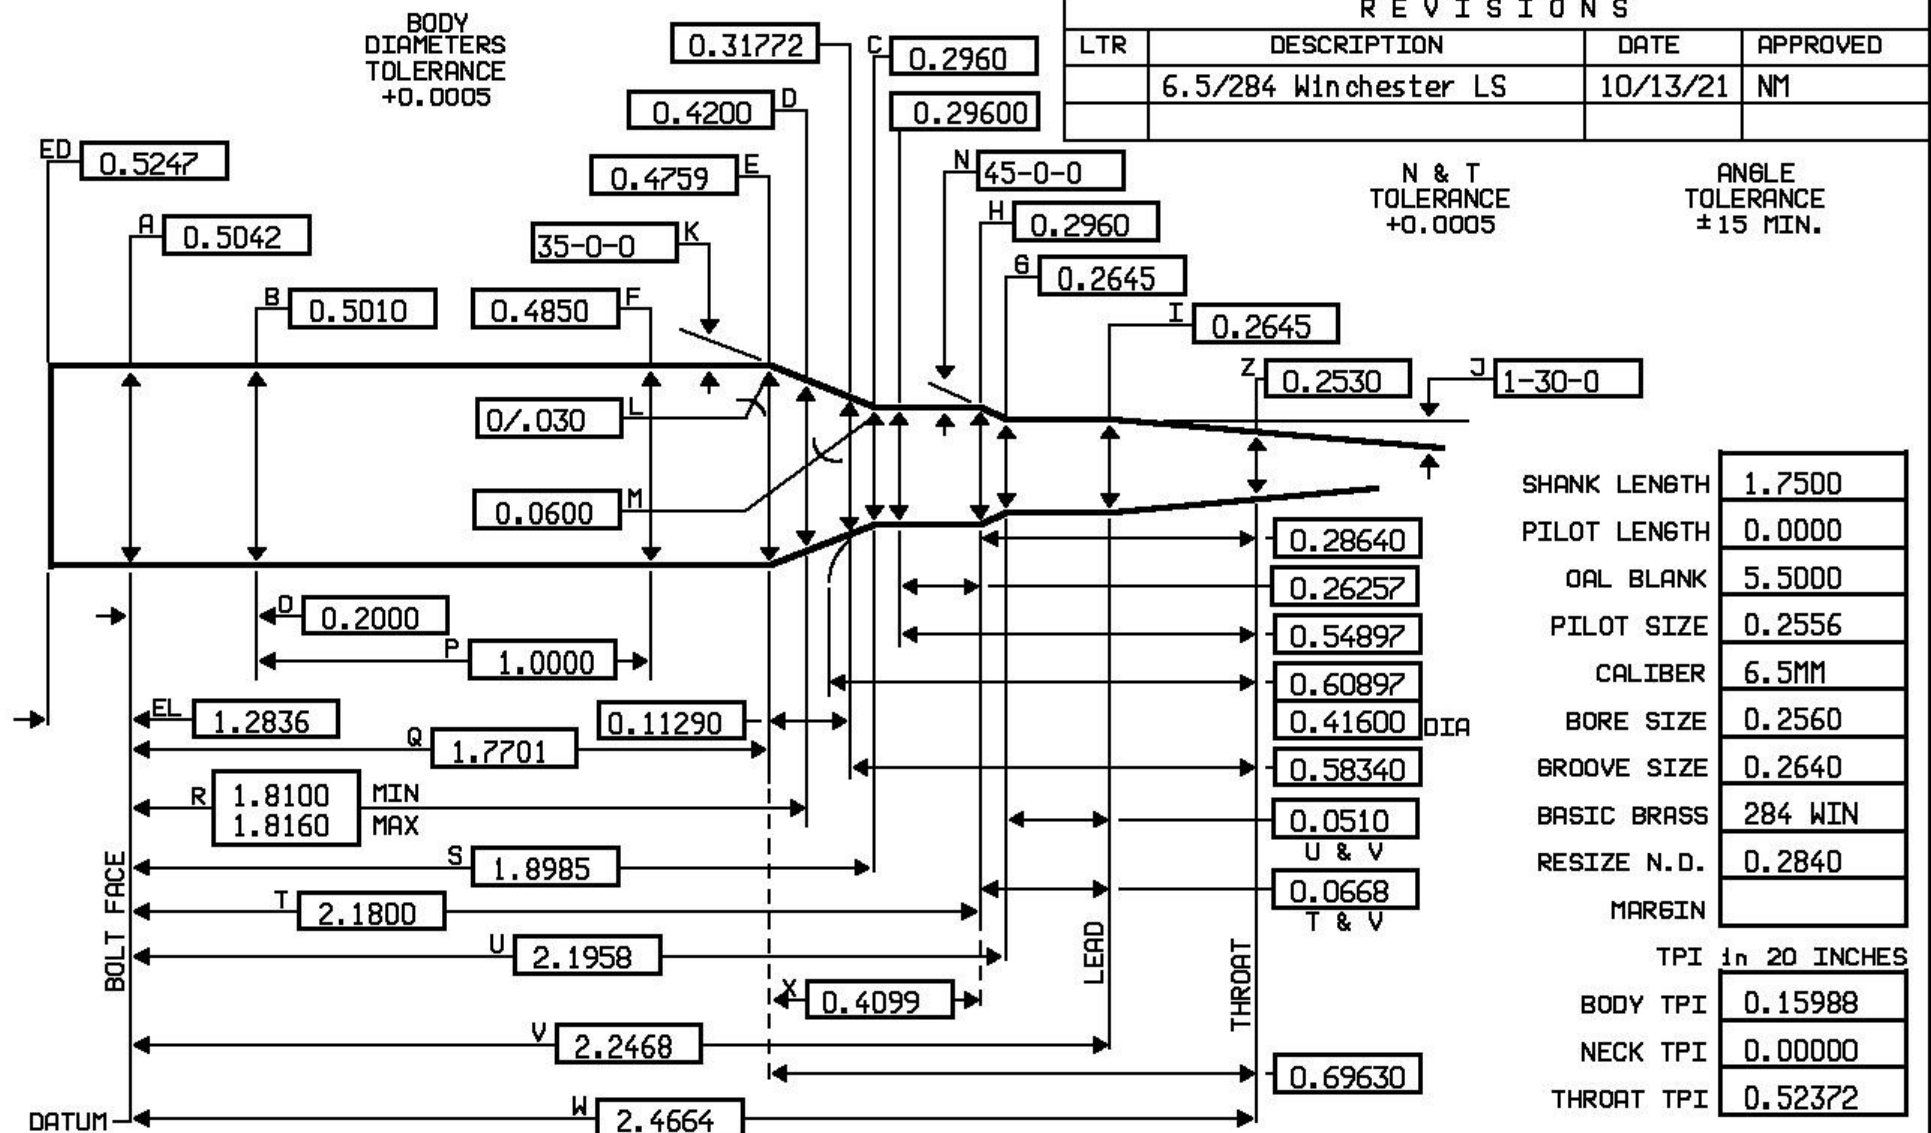 R E V I S I O N S
LTR DESCRIPTION DATE APPROVED
6.5/284 Winchester LS 10/13/21 NM
BODY
DIAMETERS
TOLERANCE
+0.0005
0.31772
C 0.2960
0.4200 D
0.29600
ED 0.5247
0.4759 E
N 45-0-0
N & T
TOLERANCE
+0.0005
ANGLE
TOLERANCE
±15 MIN.
A 0.5042
35-0-0 K
H 0.2960
G 0.2645
B 0.5010
0.4850 F
I 0.2645
Z 0.2530
J 1-30-0
0/.030 L
0.0600 M
SHANK LENGTH 1.7500
PILOT LENGTH 0.0000
OAL BLANK 5.5000
PILOT SIZE 0.2556
CALIBER 6.5MM
BORE SIZE 0.2560
GROOVE SIZE 0.2640
BASIC BRASS 284 WIN
RESIZE N.D. 0.2840
MARGIN
TPI in 20 INCHES
BODY TPI 0.15988
NECK TPI 0.00000
THROAT TPI 0.52372
0.28640
0.26257
O 0.2000
0.54897
P 1.0000
0.60897
0.41600 DIA
EL 1.2836
0.11290
Q 1.7701
0.58340
R 1.8100 MIN
1.8160 MAX
0.0510
U & V
S 1.8985
0.0668
T & V
T 2.1800
U 2.1958
X 0.4099
V 2.2468
0.69630
W 2.4664
BOLT FACE
LEAD
THROAT
DATUM